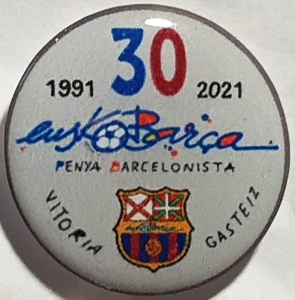 30
1991 2021
euskoBarça
PENYA BARCELONISTA
VITORIA GASTEIZ